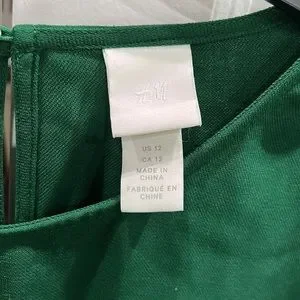 H&M
US 12
CA 12
MADE IN
CHINA
FABRIQUÉ EN
CHINE